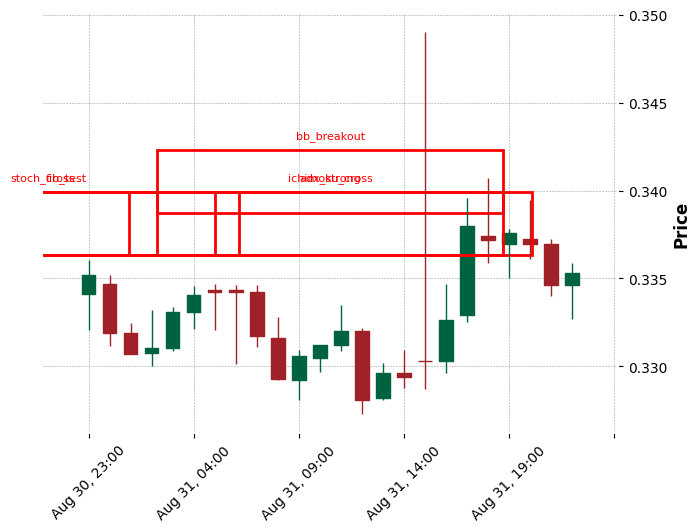 0.350
0.345
bb_breakout
0.340
0.335
0.330
Price
Aug 30, 23:00
Aug 31, 04:00
Aug 31, 09:00
Aug 31, 14:00
Aug 31, 19:00